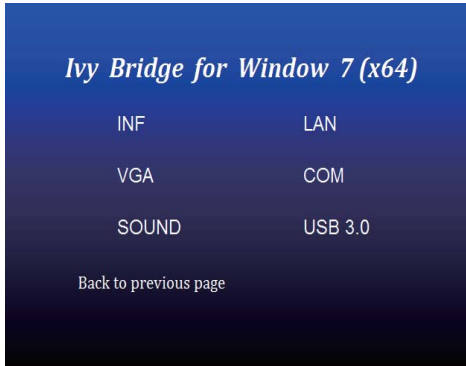 Ivy Bridge for Window 7 (x64)
INF LAN
VGA COM
SOUND USB 3.0
Back to previous page